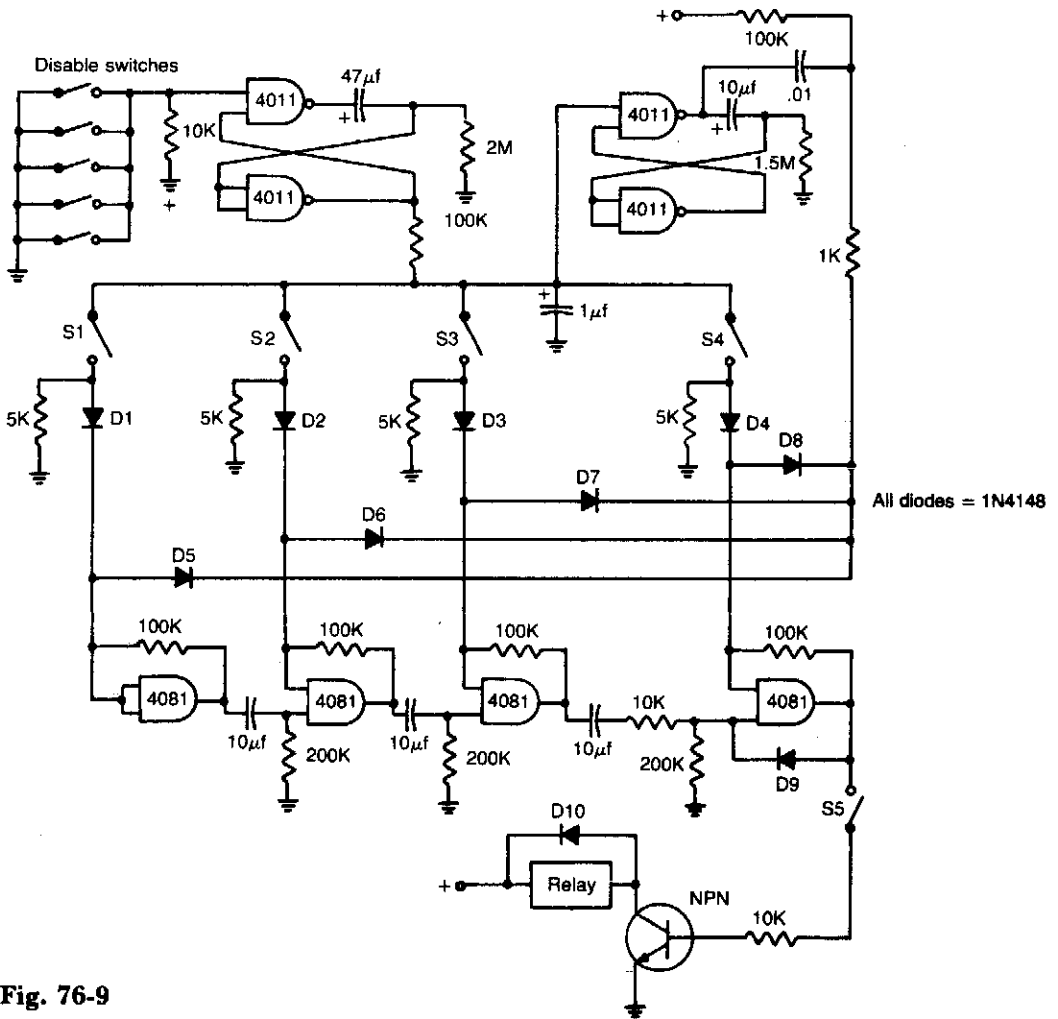 +
100K
Disable switches
47µf
4011
10µf
.01
4011
10K
+
+
2M
1.5M
4011
4011
+
100K
1K
+
1µf
S1
S2
S3
S4
5K
D1
5K
D2
5K
D3
5K
D4
D8
D7
All diodes = 1N4148
D6
D5
100K
100K
100K
100K
4081
4081
4081
10K
4081
10µf
200K
10µf
200K
10µf
200K
D9
S5
D10
+
Relay
NPN
10K
Fig. 76-9